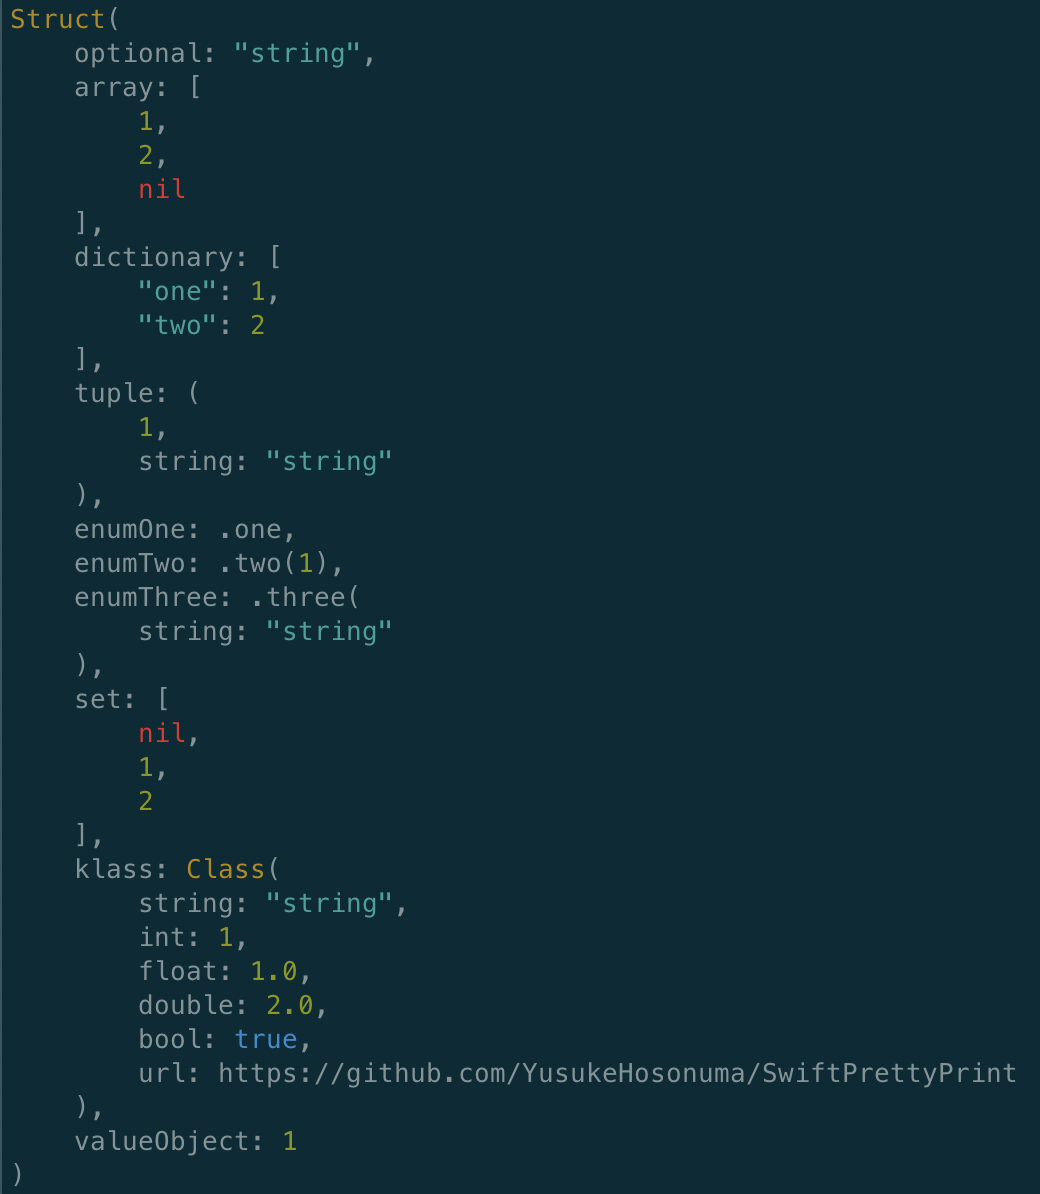 Struct(
    optional: "string",
    array: [
        1,
        2,
        nil
    ],
    dictionary: [
        "one": 1,
        "two": 2
    ],
    tuple: (
        1,
        string: "string"
    ),
    enumOne: .one,
    enumTwo: .two(1),
    enumThree: .three(
        string: "string"
    ),
    set: [
        nil,
        1,
        2
    ],
    klass: Class(
        string: "string",
        int: 1,
        float: 1.0,
        double: 2.0,
        bool: true,
        url: https://github.com/YusukeHosonuma/SwiftPrettyPrint
    ),
    valueObject: 1
)